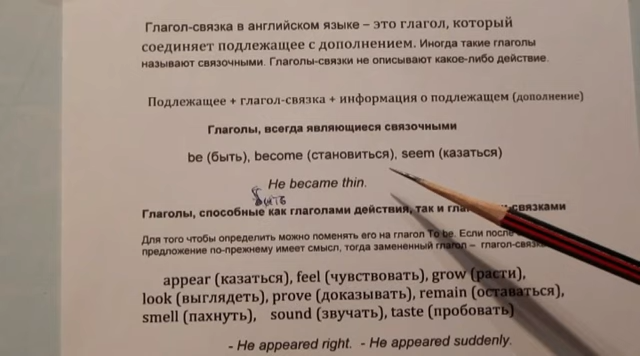 Глагол-связка в английском языке – это глагол, который
соединяет подлежащее с дополнением. Иногда такие глаголы
называют связочными. Глаголы-связки не описывают какое-либо действие.
Подлежащее + глагол-связка + информация о подлежащем (дополнение)
Глаголы, всегда являющиеся связочными
be (быть), become (становиться), seem (казаться)
He became thin.
быть
Глаголы, способные как глаголами действия, так и связками
Для того чтобы определить можно поменять его на глагол To be. Если после
предложение по-прежнему имеет смысл, тогда замененный глагол –
appear (казаться), feel (чувствовать), grow (расти),
look (выглядеть), prove (доказывать), remain (оставаться),
smell (пахнуть), sound (звучать), taste (пробовать)
- He appeared right. - He appeared suddenly.